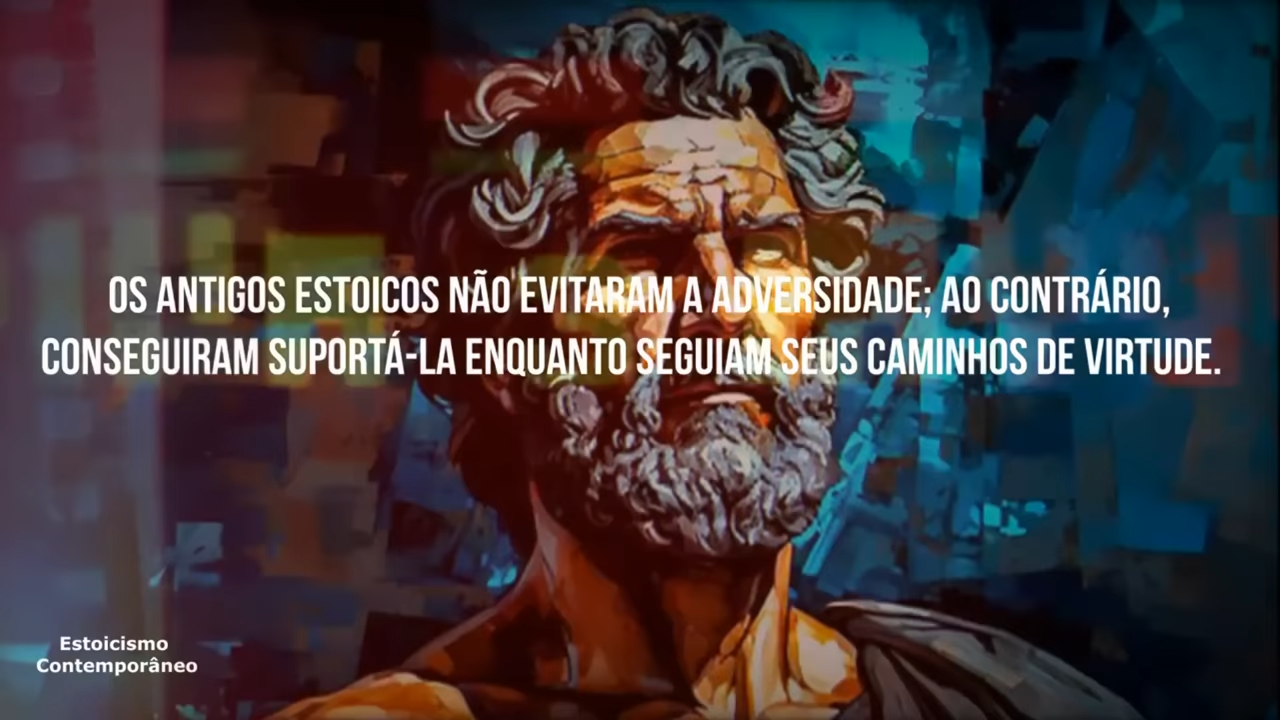 OS ANTIGOS ESTOICOS NÃO EVITARAM A ADVERSIDADE; AO CONTRÁRIO,
CONSEGUIRAM SUPORTÁ-LA ENQUANTO SEGUIAM SEUS CAMINHOS DE VIRTUDE.
Estoicismo
Contemporâneo